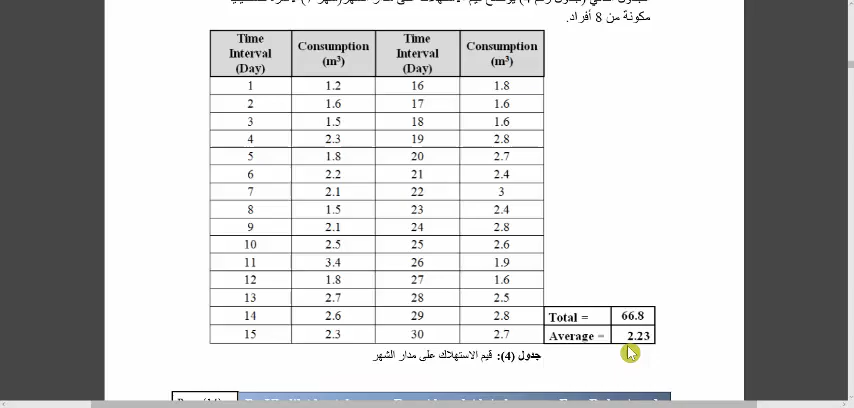 مكونة من 8 أفراد.
Time Interval (Day) Consumption (m³) Time Interval (Day) Consumption (m³)
1 1.2 16 1.8
2 1.6 17 1.6
3 1.5 18 1.6
4 2.3 19 2.8
5 1.8 20 2.7
6 2.2 21 2.4
7 2.1 22 3
8 1.5 23 2.4
9 2.1 24 2.8
10 2.5 25 2.6
11 3.4 26 1.9
12 1.8 27 1.6
13 2.7 28 2.5
14 2.6 29 2.8 Total = 66.8
15 2.3 30 2.7 Average = 2.23
جدول (4): قيم الاستهلاك على مدار الشهر